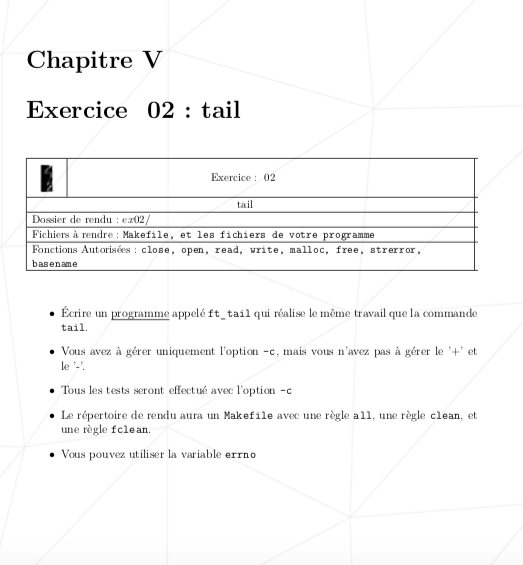 Chapitre V
Exercice 02 : tail
Exercice : 02
tail
Dossier de rendu : ex02/
Fichiers à rendre : Makefile, et les fichiers de votre programme
Fonctions Autorisées : close, open, read, write, malloc, free, strerror,
basename
• Écrire un programme appelé ft_tail qui réalise le même travail que la commande
tail.
• Vous avez à gérer uniquement l'option -c, mais vous n'avez pas à gérer le '+' et
le '-'.
• Tous les tests seront effectué avec l'option -c
• Le répertoire de rendu aura un Makefile avec une règle all, une règle clean, et
une règle fclean.
• Vous pouvez utiliser la variable errno